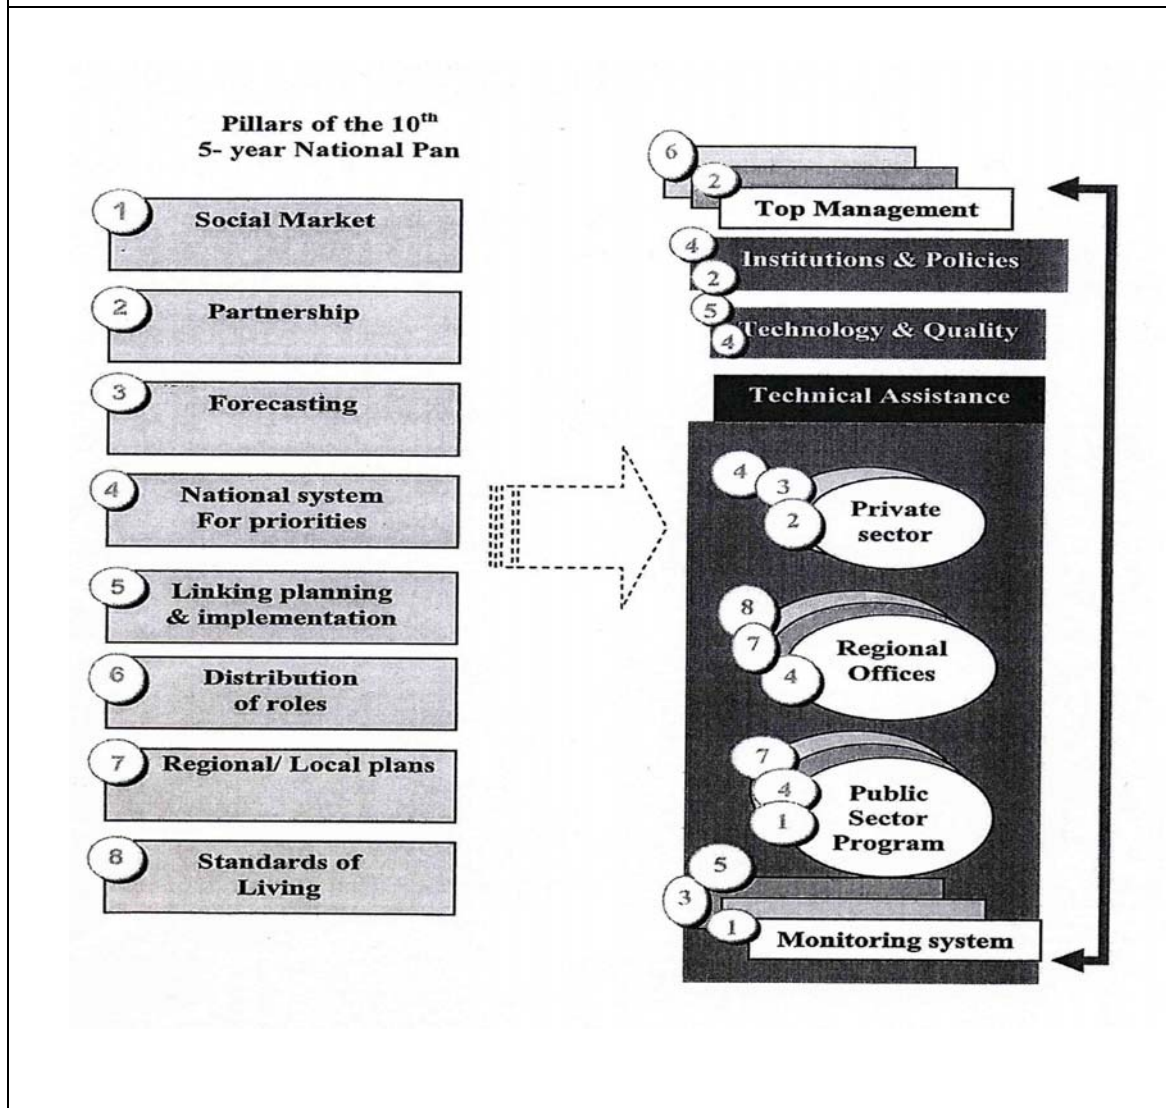 Pillars of the 10th
5- year National Pan
1
Social Market
2
Partnership
3
Forecasting
4
National system
For priorities
5
Linking planning
& implementation
6
Distribution
of roles
7
Regional/ Local plans
8
Standards of
Living
6
2
Top Management
4
Institutions & Policies
2
5
Technology & Quality
4
Technical Assistance
4
3
2
Private
sector
8
7
4
Regional
Offices
7
4
1
Public
Sector
Program
5
3
1
Monitoring system